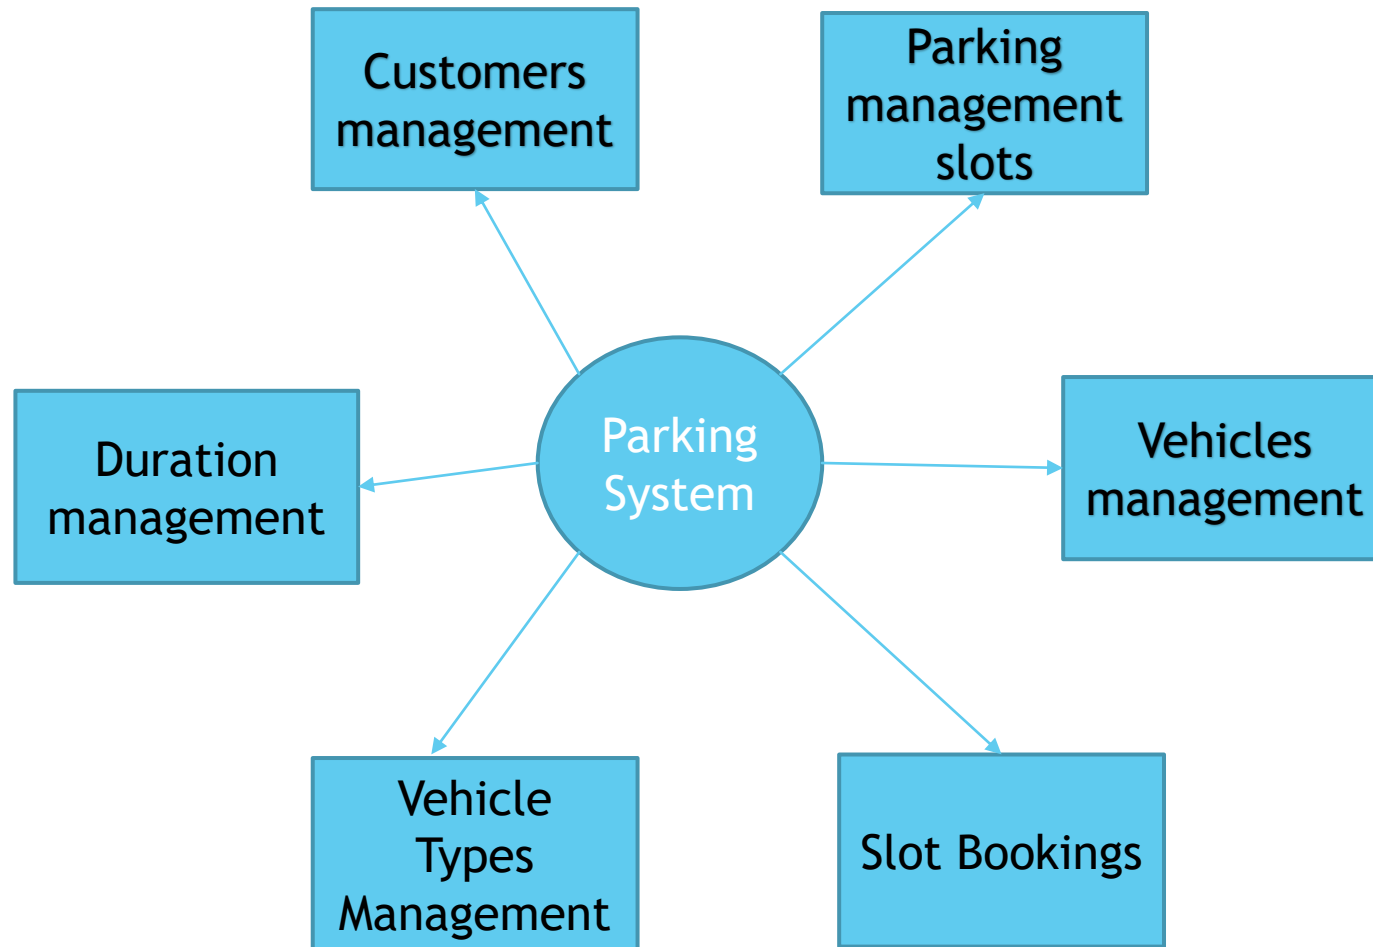 Customers
management
Parking
management
slots
Duration
management
Parking
System
Vehicles
management
Vehicle
Types
Management
Slot Bookings